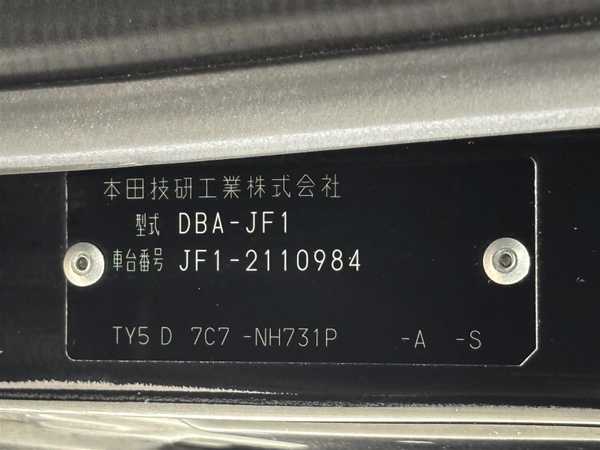 本田技研工業株式会社
型式 DBA-JF1
車台番号 JF1-2110984
TY5 D 7C7 -NH731P -A -S